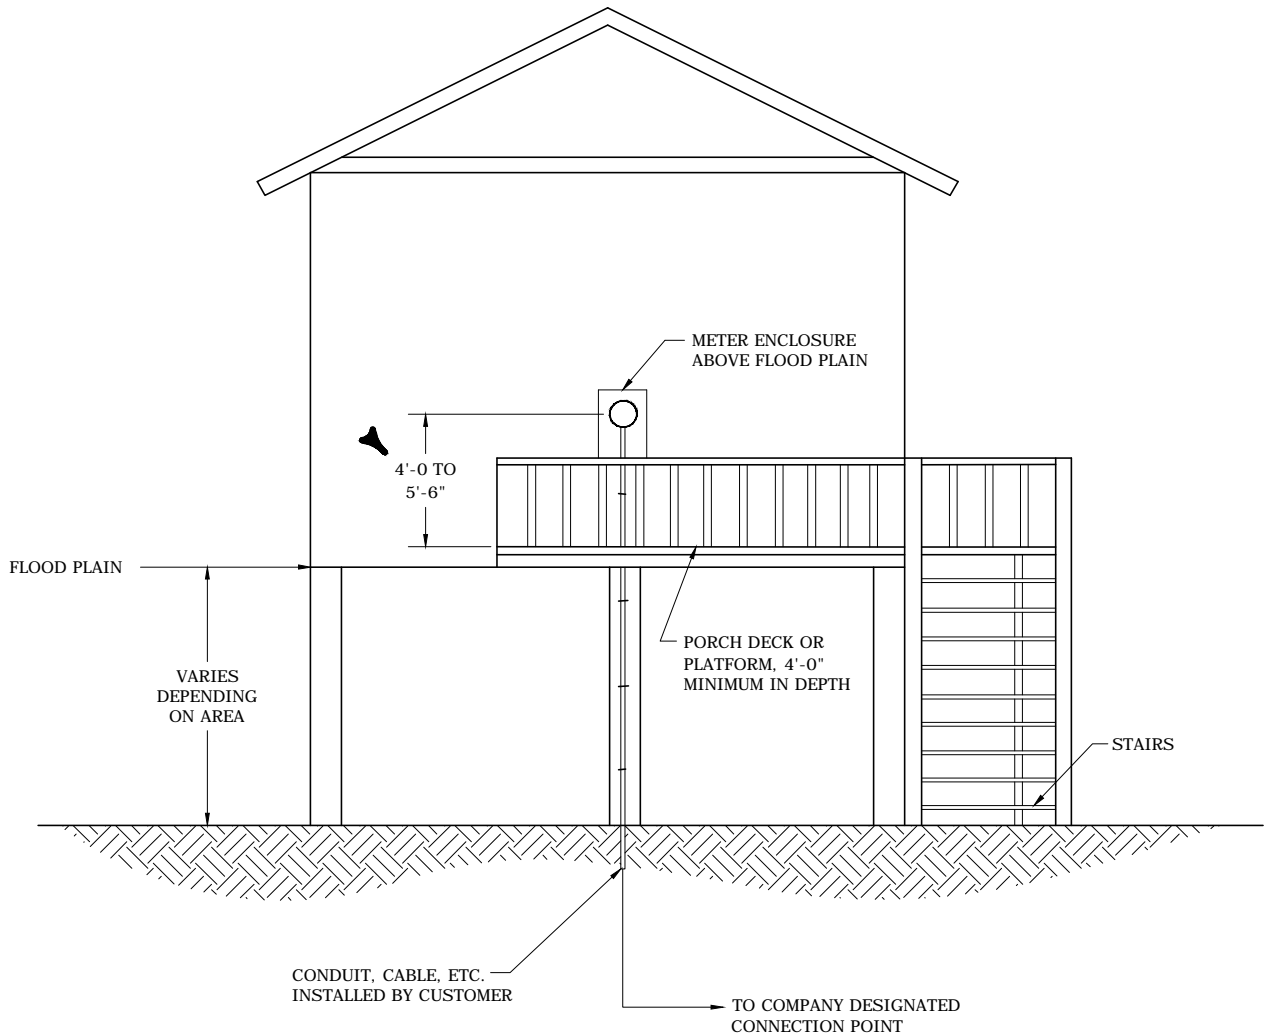 METER ENCLOSURE
ABOVE FLOOD PLAIN
4'-0 TO
5'-6"
FLOOD PLAIN
PORCH DECK OR
PLATFORM, 4'-0"
MINIMUM IN DEPTH
VARIES
DEPENDING
ON AREA
STAIRS
CONDUIT, CABLE, ETC.
INSTALLED BY CUSTOMER
TO COMPANY DESIGNATED
CONNECTION POINT